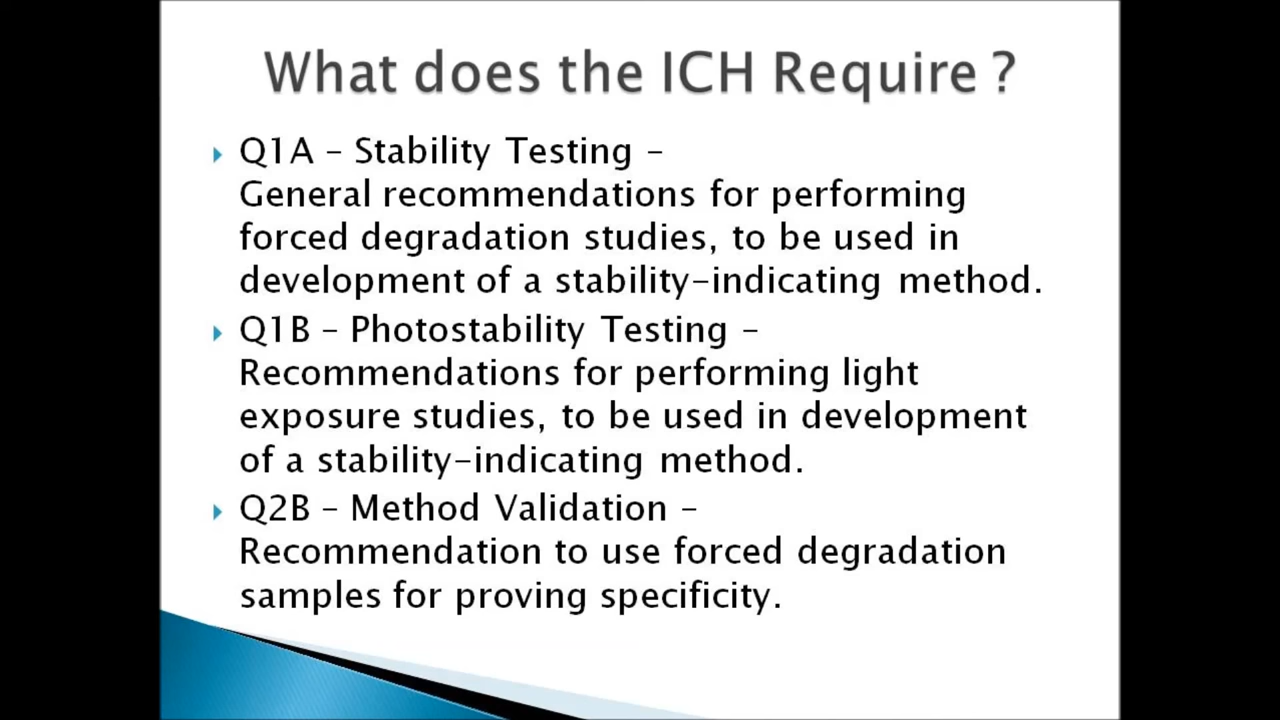 What does the ICH Require ?
Q1A – Stability Testing –
General recommendations for performing
forced degradation studies, to be used in
development of a stability-indicating method.
Q1B – Photostability Testing –
Recommendations for performing light
exposure studies, to be used in development
of a stability-indicating method.
Q2B – Method Validation –
Recommendation to use forced degradation
samples for proving specificity.